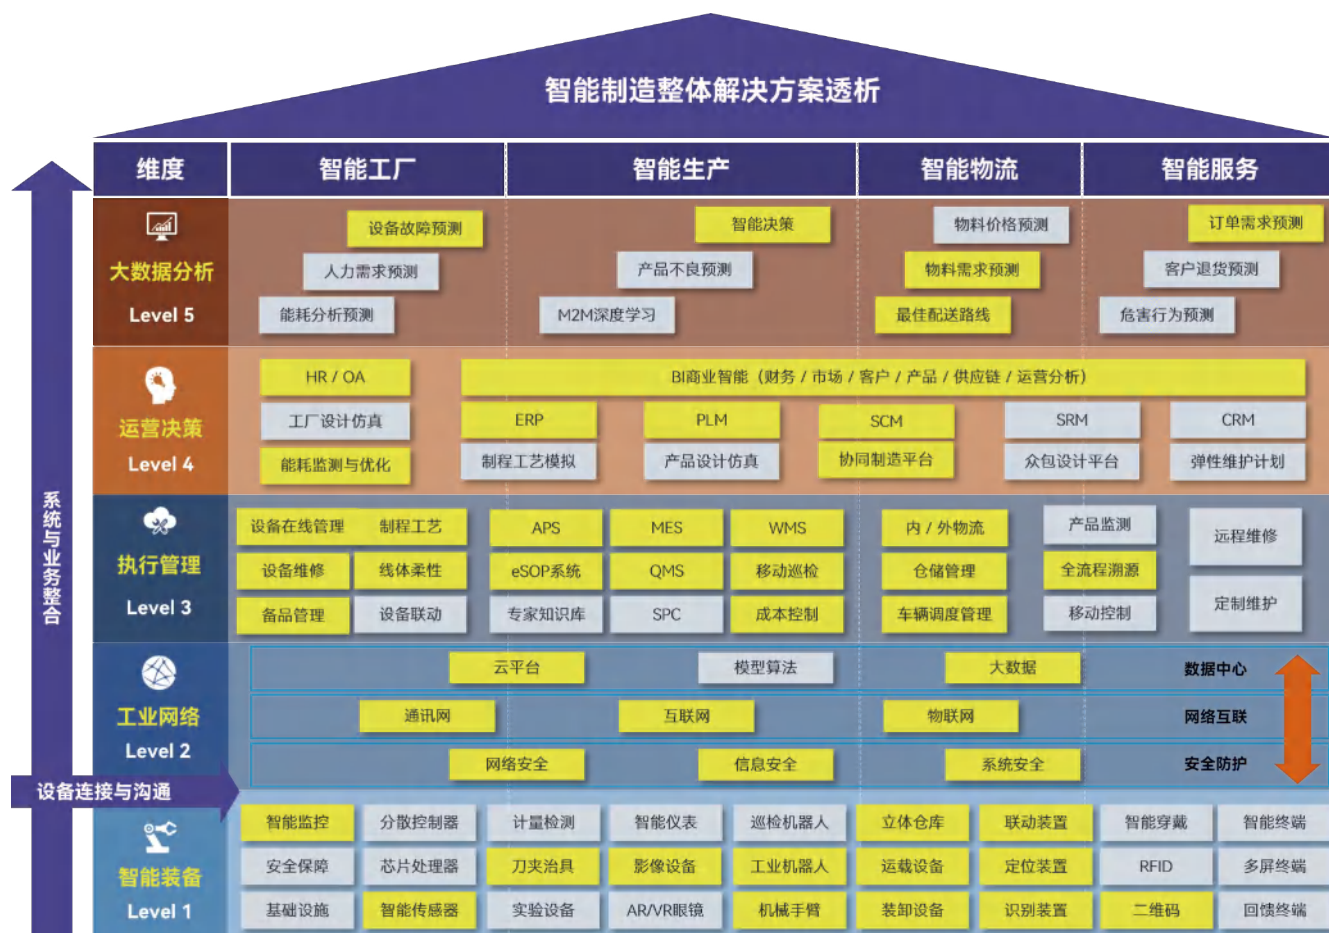 智能制造整体解决方案透析
维度 智能工厂 智能生产 智能物流 智能服务
大数据分析
Level 5
设备故障预测 智能决策 物料价格预测 订单需求预测
人力需求预测 产品不良预测 物料需求预测 客户退货预测
能耗分析预测 M2M深度学习 最佳配送路线 危害行为预测
运营决策
Level 4
HR / OA BI商业智能（财务 / 市场 / 客户 / 产品 / 供应链 / 运营分析）
工厂设计仿真 ERP PLM SCM SRM CRM
能耗监测与优化 制程工艺模拟 产品设计仿真 协同制造平台 众包设计平台 弹性维护计划
系统与业务整合
执行管理
Level 3
设备在线管理 制程工艺 APS MES WMS 内 / 外物流 产品监测 远程维修
设备维修 线体柔性 eSOP系统 QMS 移动巡检 仓储管理 全流程溯源
备品管理 设备联动 专家知识库 SPC 成本控制 车辆调度管理 移动控制 定制维护
工业网络
Level 2
云平台 模型算法 大数据 数据中心
通讯网 互联网 物联网 网络互联
网络安全 信息安全 系统安全 安全防护
设备连接与沟通
智能装备
Level 1
智能监控 分散控制器 计量检测 智能仪表 巡检机器人 立体仓库 联动装置 智能穿戴 智能终端
安全保障 芯片处理器 刀夹治具 影像设备 工业机器人 运载设备 定位装置 RFID 多屏终端
基础设施 智能传感器 实验设备 AR/VR眼镜 机械手臂 装卸设备 识别装置 二维码 回馈终端